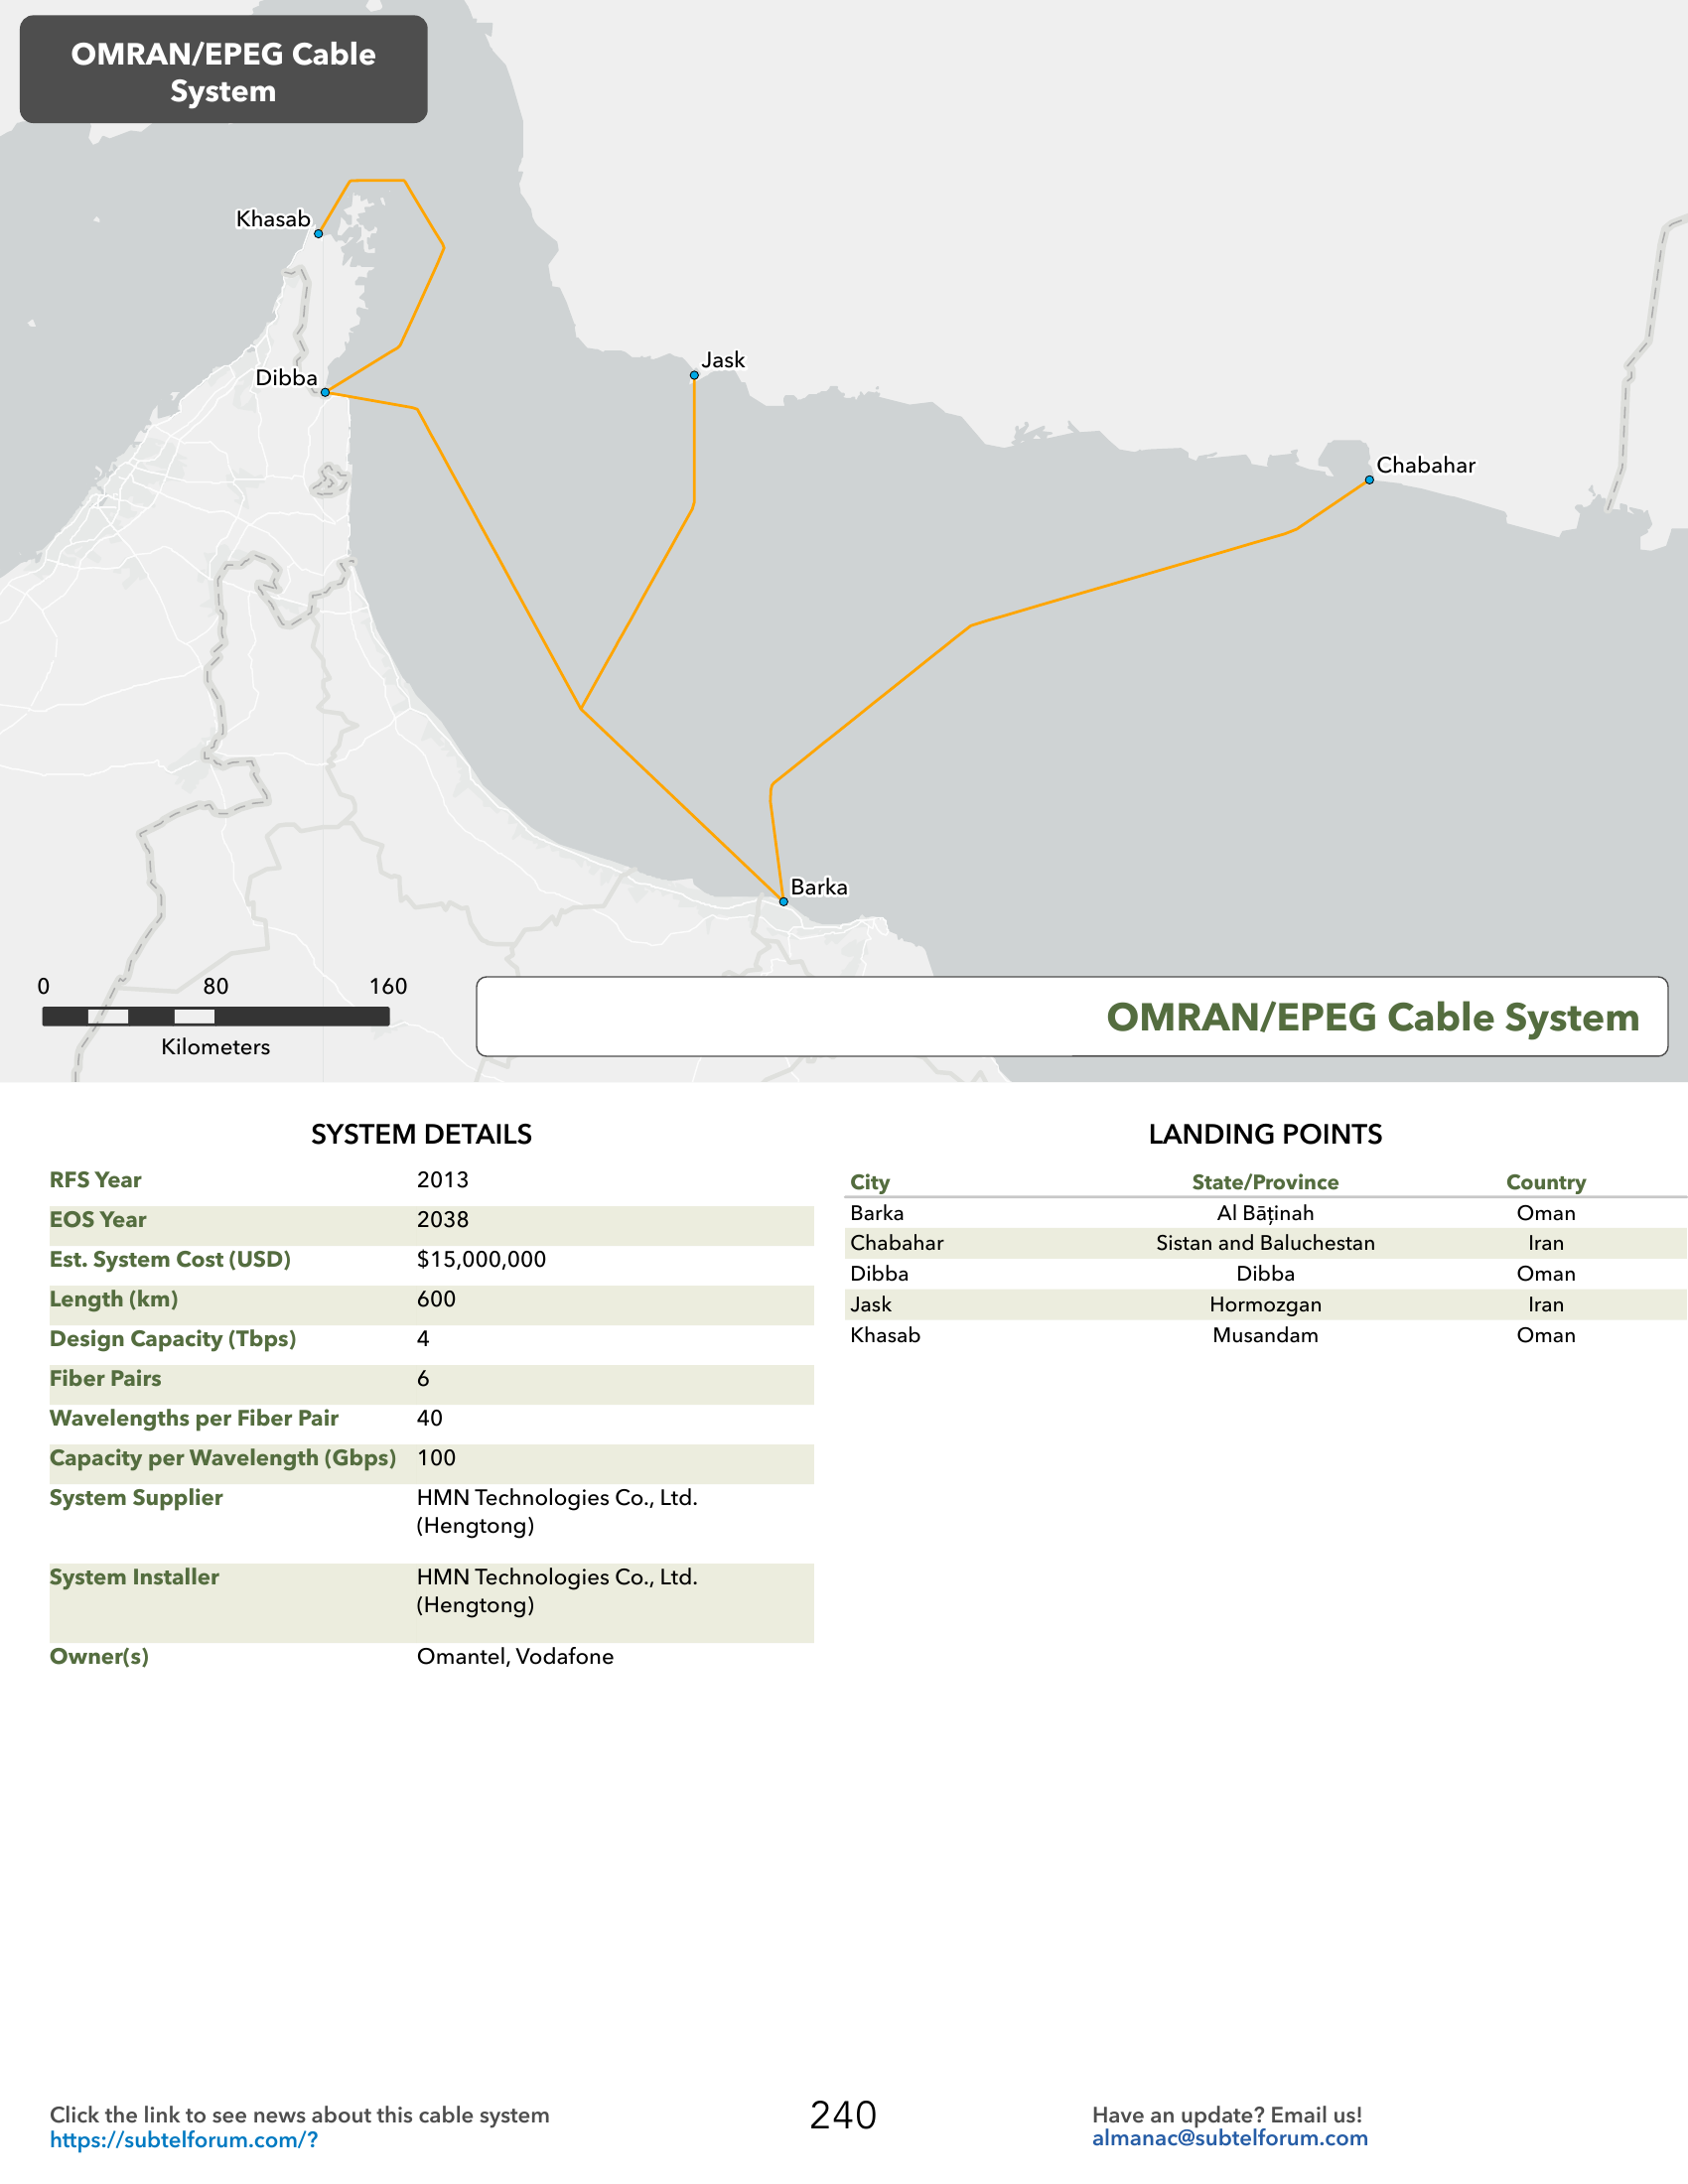 OMRAN/EPEG Cable
System
Khasab
Dibba
Jask
Chabahar
Barka
0 80 160
Kilometers
OMRAN/EPEG Cable System
SYSTEM DETAILS
RFS Year 2013
EOS Year 2038
Est. System Cost (USD) $15,000,000
Length (km) 600
Design Capacity (Tbps) 4
Fiber Pairs 6
Wavelengths per Fiber Pair 40
Capacity per Wavelength (Gbps) 100
System Supplier HMN Technologies Co., Ltd.
(Hengtong)
System Installer HMN Technologies Co., Ltd.
(Hengtong)
Owner(s) Omantel, Vodafone
LANDING POINTS
City State/Province Country
Barka Al Bāţinah Oman
Chabahar Sistan and Baluchestan Iran
Dibba Dibba Oman
Jask Hormozgan Iran
Khasab Musandam Oman
Click the link to see news about this cable system
https://subtelforum.com/?
240
Have an update? Email us!
almanac@subtelforum.com